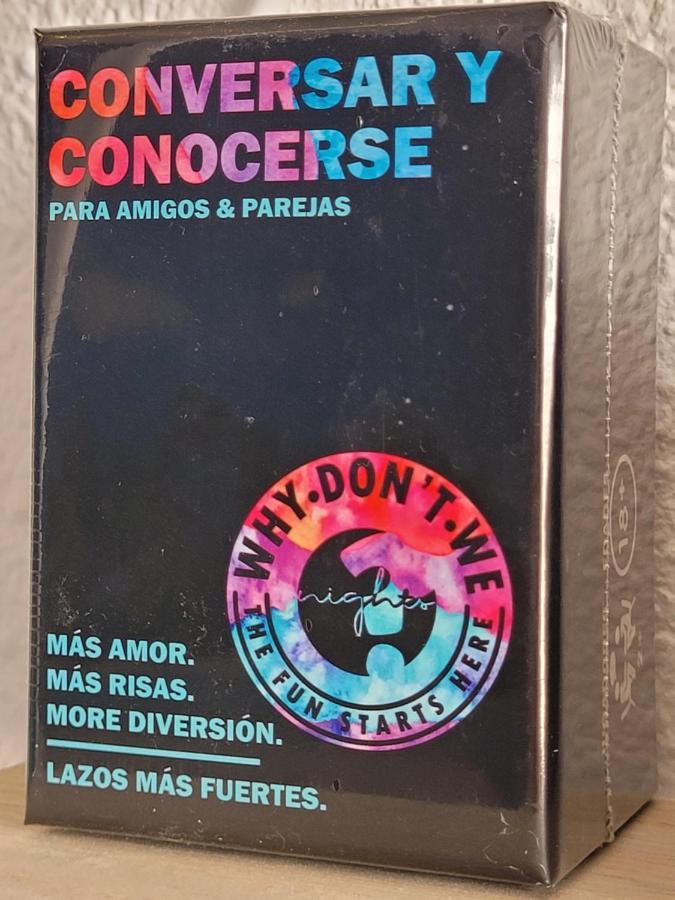 CONVERSAR Y
CONOCERSE
PARA AMIGOS & PAREJAS
WHY·DON'T·WE
nights
THE FUN STARTS HERE
MÁS AMOR.
MÁS RISAS.
MORE DIVERSIÓN.
LAZOS MÁS FUERTES.
18+